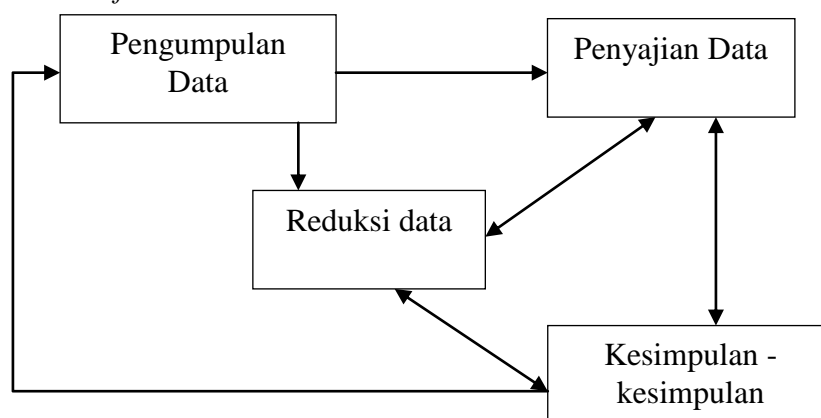 Pengumpulan
Data
Penyajian Data
Reduksi data
Kesimpulan -
kesimpulan